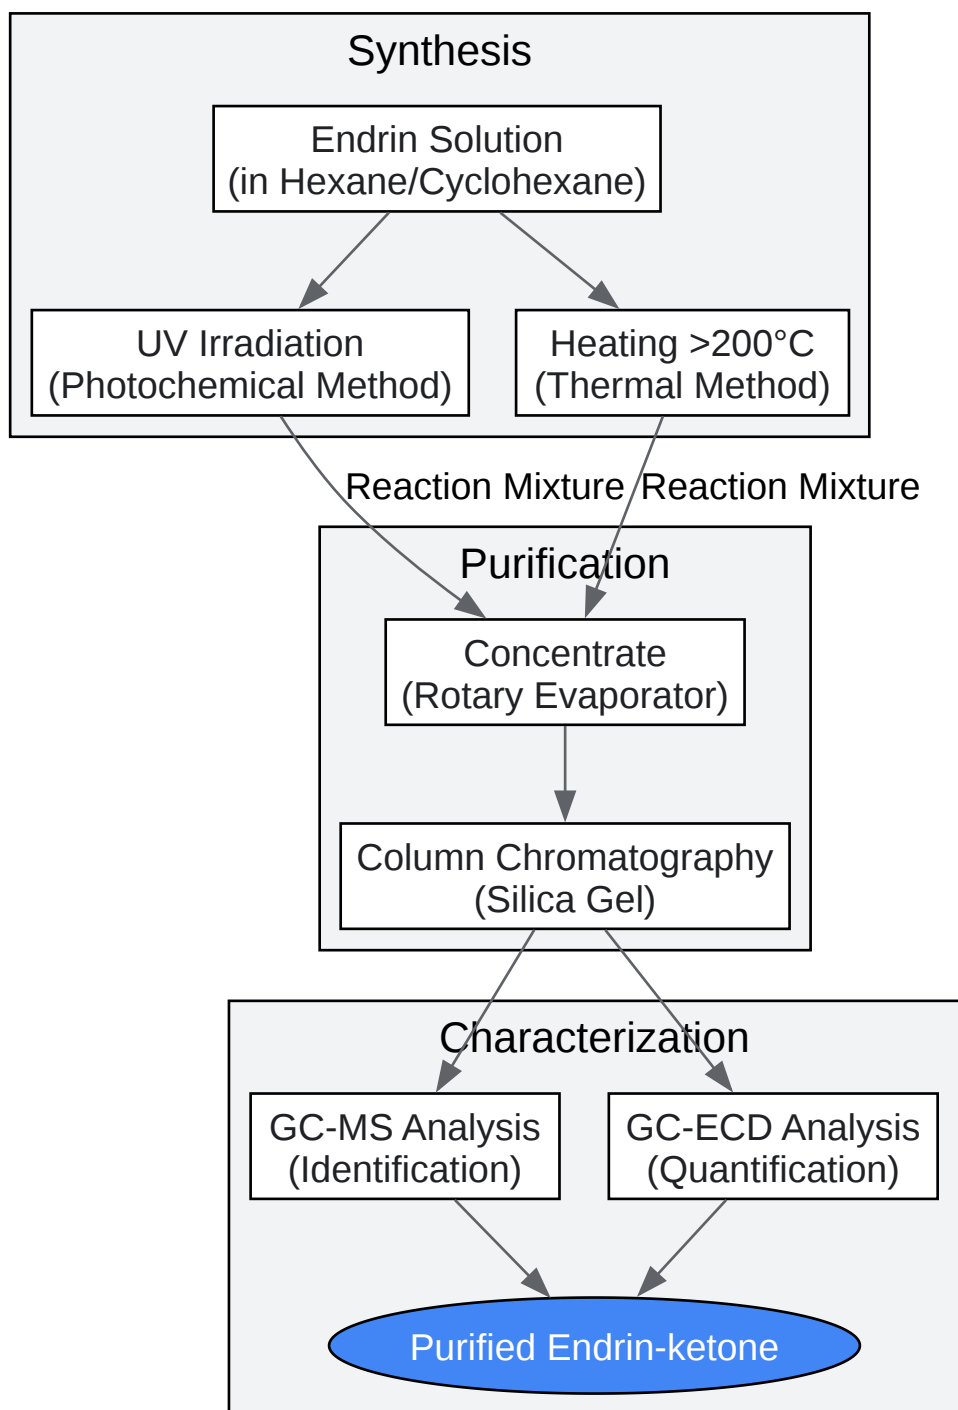 Synthesis
Endrin Solution
(in Hexane/Cyclohexane)
UV Irradiation
(Photochemical Method)
Heating >200°C
(Thermal Method)
Reaction Mixture
Reaction Mixture
Purification
Concentrate
(Rotary Evaporator)
Column Chromatography
(Silica Gel)
Characterization
GC-MS Analysis
(Identification)
GC-ECD Analysis
(Quantification)
Purified Endrin-ketone